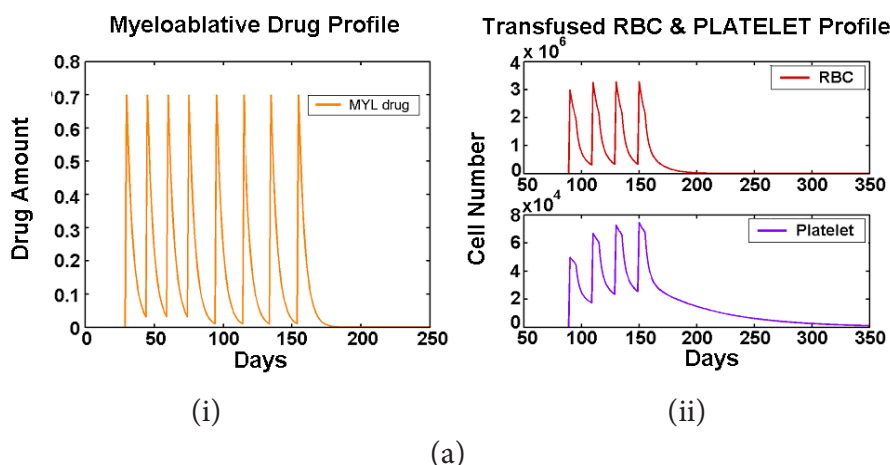 Myeloablative Drug Profile
0.8
0.7
0.6
0.5
0.4
0.3
0.2
0.1
0
MYL drug
Drug Amount
0 50 100 150 200 250
Days
(i)
Transfused RBC & PLATELET Profile
× 10^6
4
3
2
1
0
RBC
50 100 150 200 250 300 350
×10^4
8
6
4
2
0
Platelet
Cell Number
50 100 150 200 250 300 350
Days
(ii)
(a)